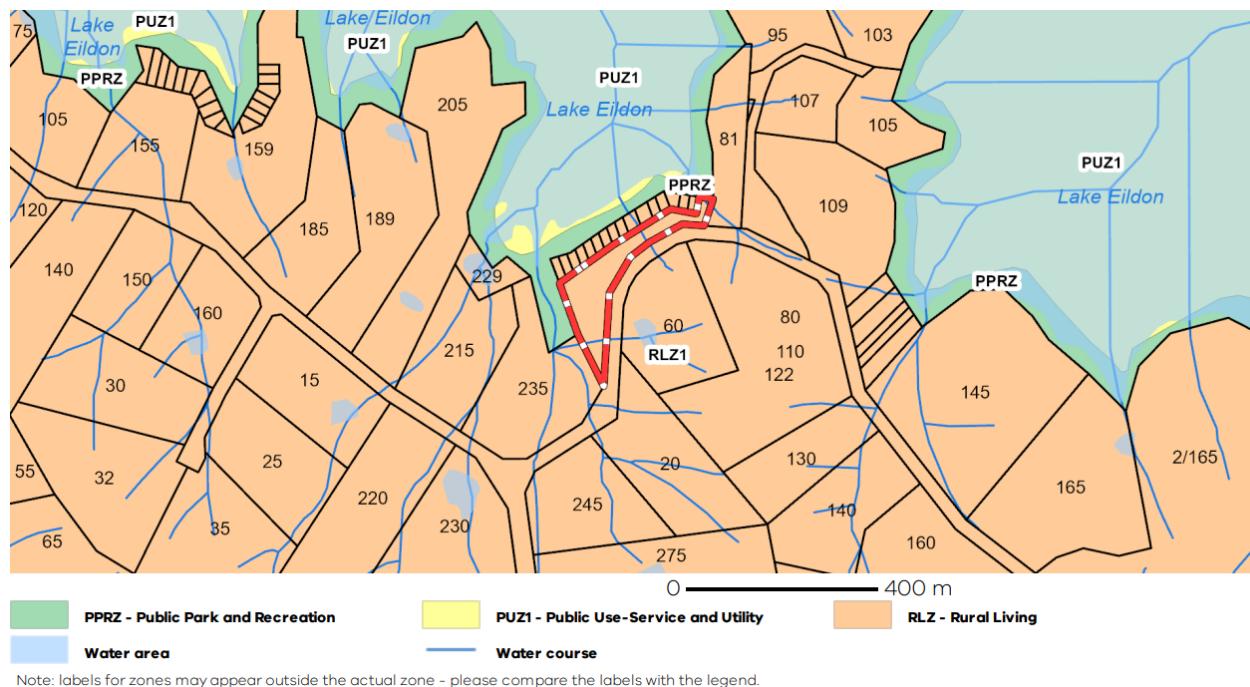 75
Lake
Eildon
PUZ1
Lake Eildon
PUZ1
PPRZ
105
155
159
205
PUZ1
Lake Eildon
95
103
107
105
81
PUZ1
Lake Eildon
PPRZ
109
120
185
189
140
150
160
229
PPRZ
60
80
RLZ1
110
122
215
30
15
235
145
55
32
25
220
230
245
20
130
140
2/165
165
65
35
275
160
0 400 m
PPRZ - Public Park and Recreation
PUZ1 - Public Use-Service and Utility
RLZ - Rural Living
Water area
Water course
Note: labels for zones may appear outside the actual zone - please compare the labels with the legend.